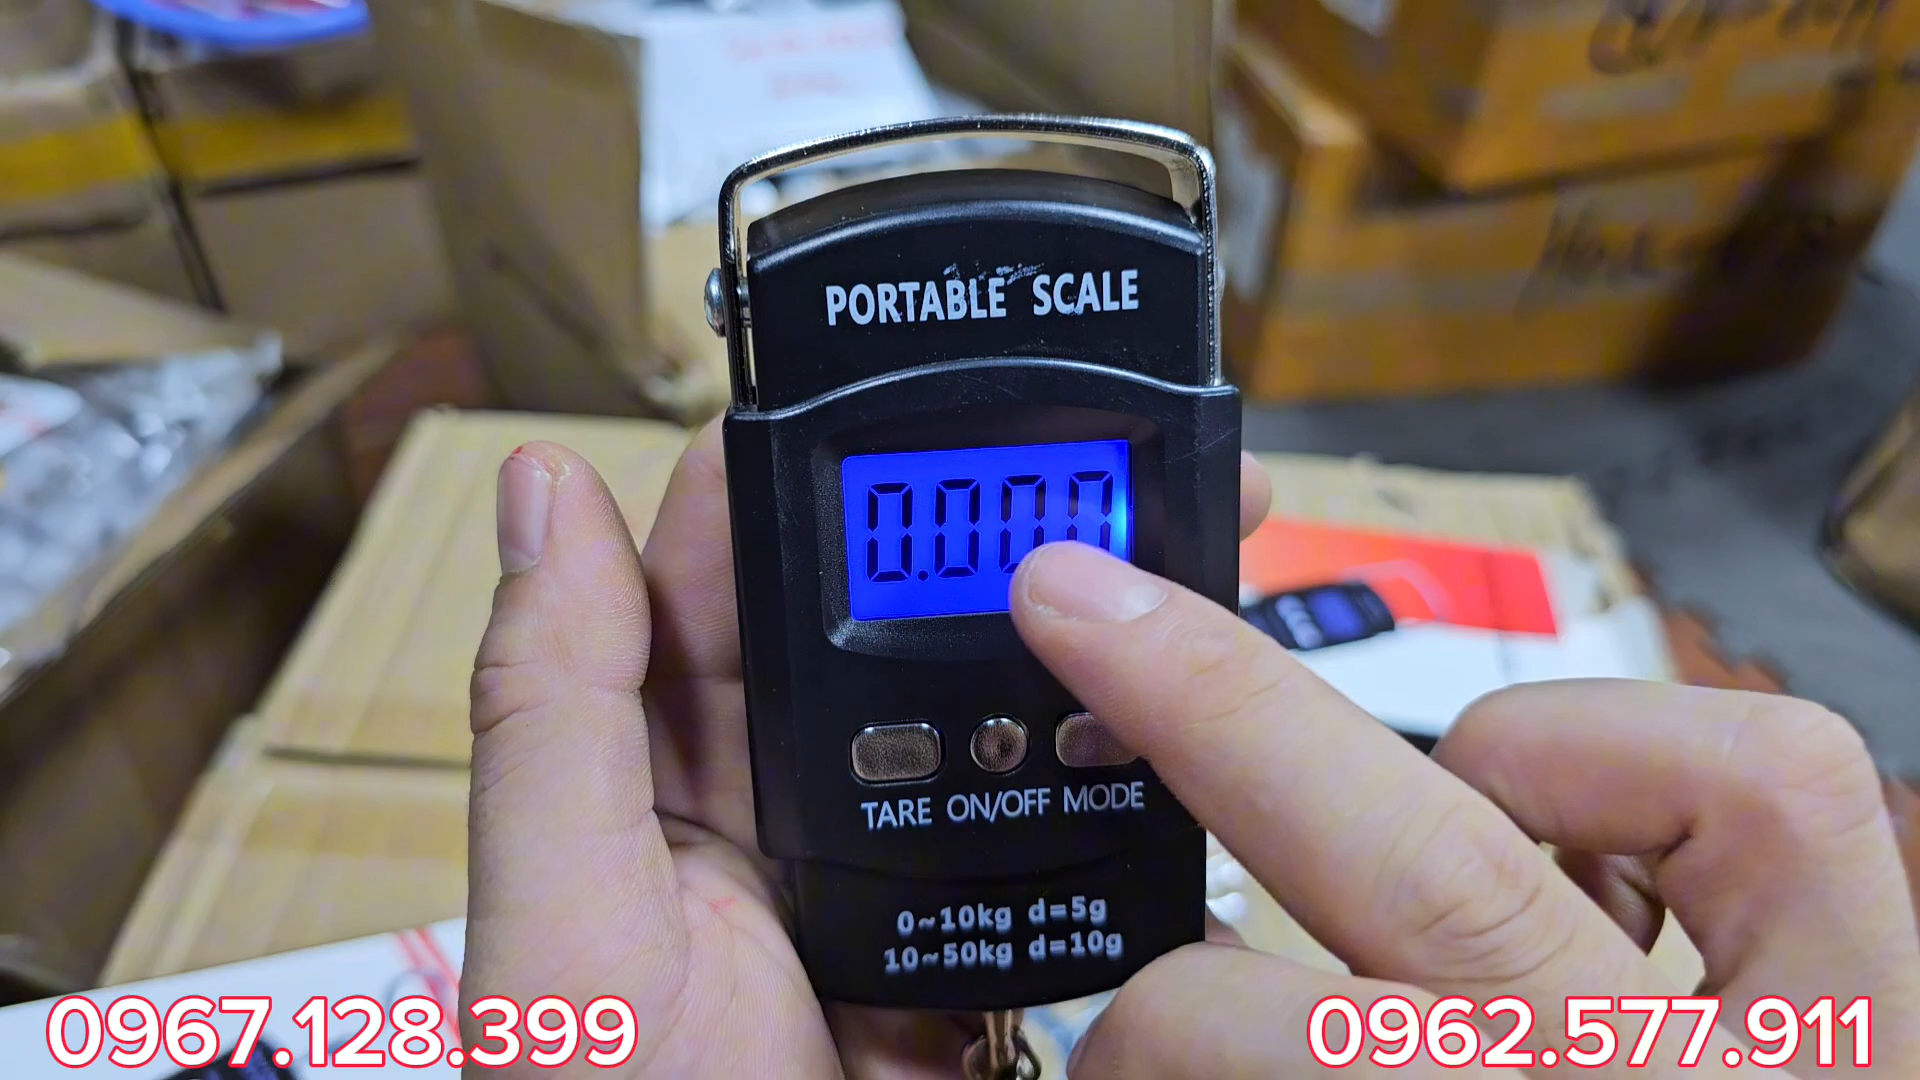 PORTABLE SCALE
0.000
TARE ON/OFF MODE
0~10kg d=5g
10~50kg d=10g
0967.128.399
0962.577.911